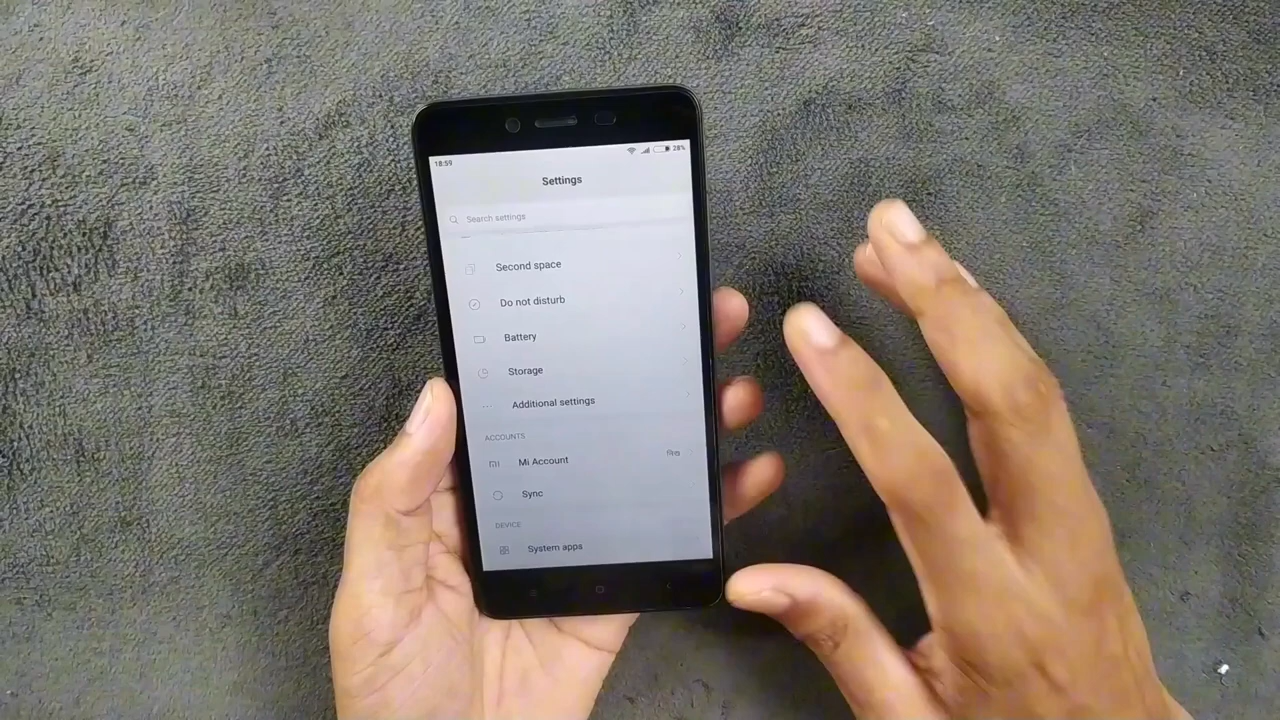 18:59
28%
Settings
Search settings
Second space
Do not disturb
Battery
Storage
Additional settings
ACCOUNTS
Mi Account
Sync
DEVICE
System apps